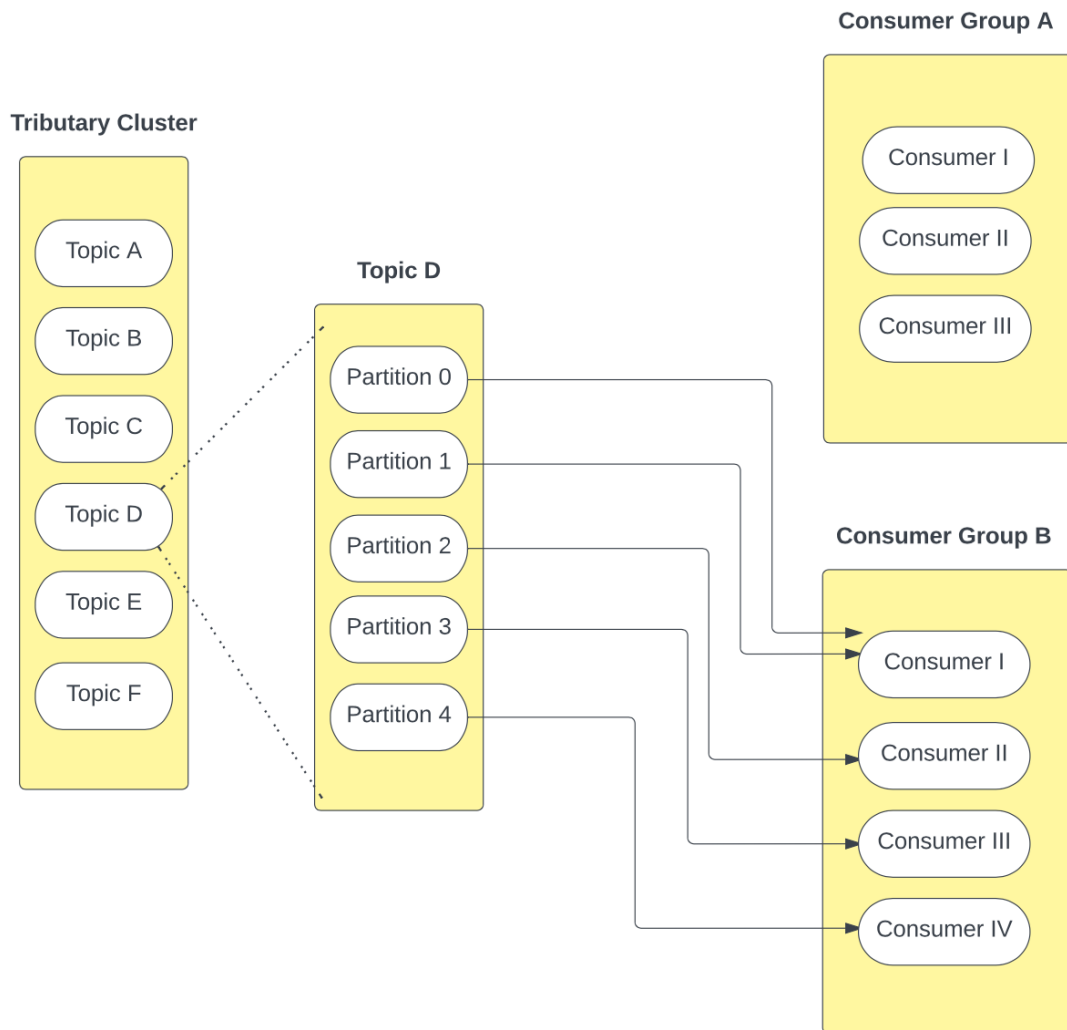 Tributary Cluster
Topic A
Topic B
Topic C
Topic D
Topic E
Topic F
Topic D
Partition 0
Partition 1
Partition 2
Partition 3
Partition 4
Consumer Group A
Consumer I
Consumer II
Consumer III
Consumer Group B
Consumer I
Consumer II
Consumer III
Consumer IV